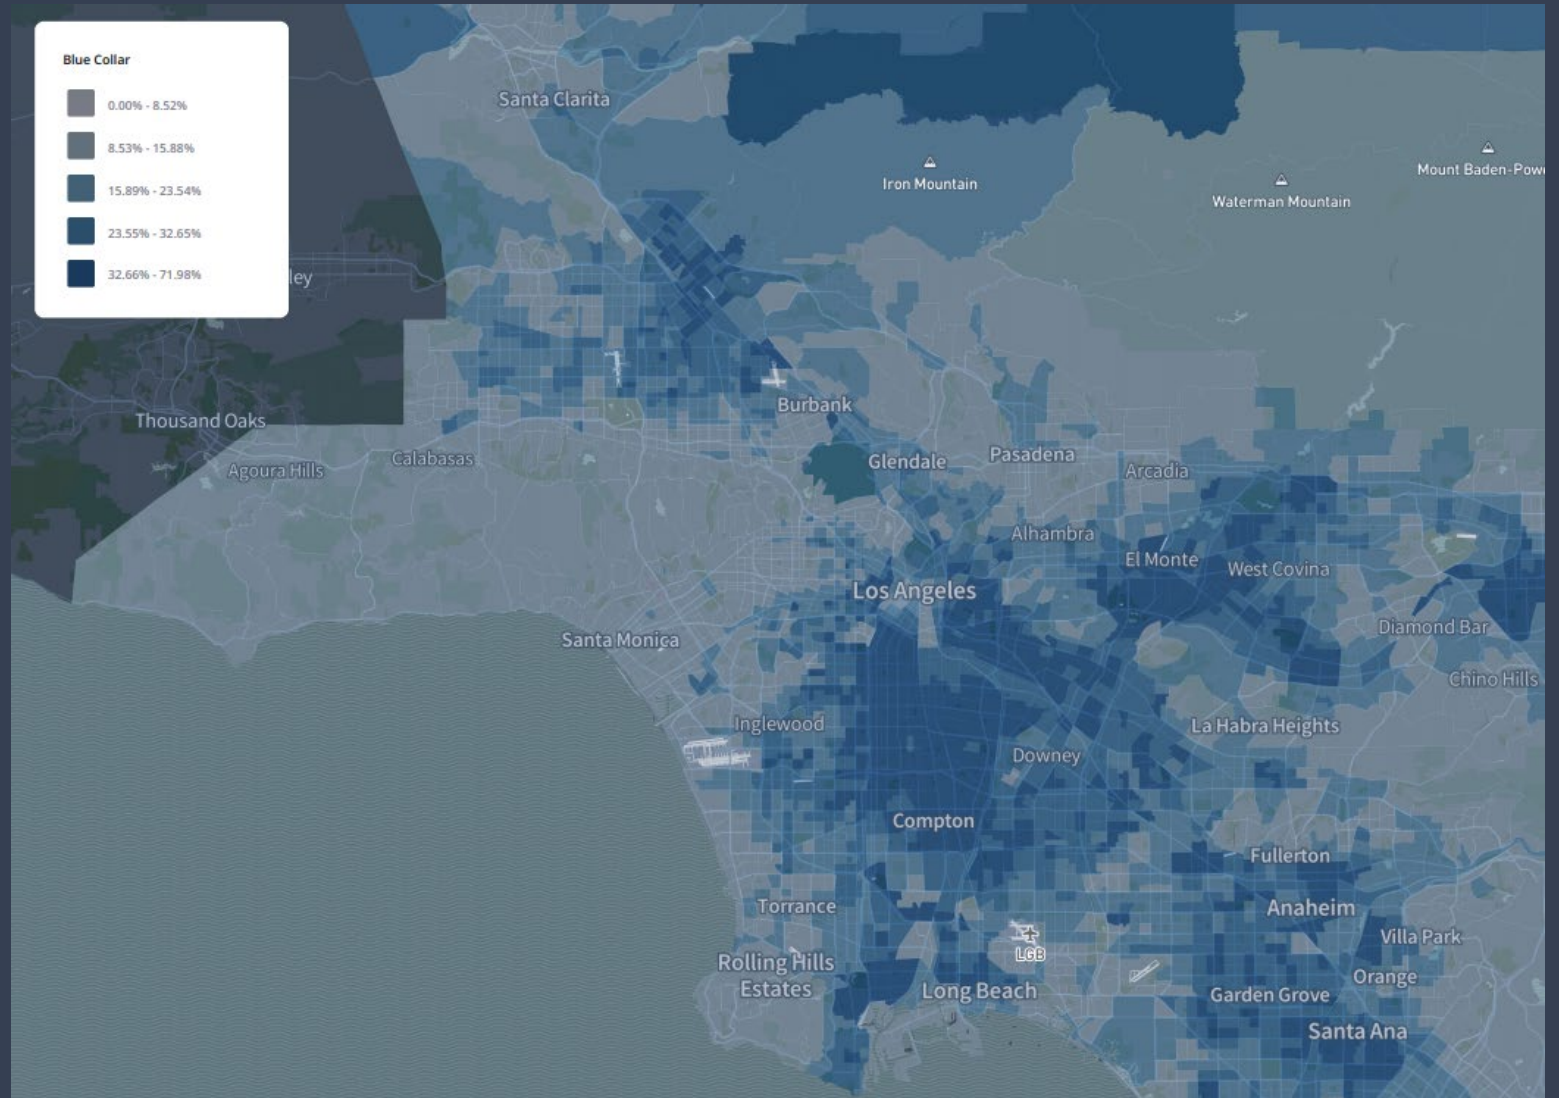 Blue Collar
0.00% - 8.52%
8.53% - 15.88%
15.89% - 23.54%
23.55% - 32.65%
32.66% - 71.98%
Santa Clarita
Iron Mountain
Waterman Mountain
Mount Baden-Pow
ley
Thousand Oaks
Agoura Hills
Calabasas
Burbank
Glendale
Pasadena
Arcadia
Alhambra
El Monte
West Covina
Los Angeles
Diamond Bar
Santa Monica
Chino Hills
Inglewood
La Habra Heights
Downey
Compton
Fullerton
Torrance
Anaheim
Villa Park
LGB
Rolling Hills
Estates
Long Beach
Orange
Garden Grove
Santa Ana